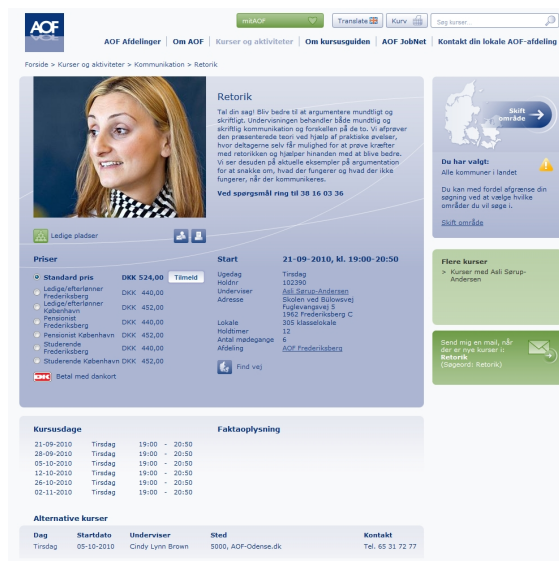 AOF
VOF
mitAOF
Translate
Kurv
Søg kurser...
AOF Afdelinger | Om AOF | Kurser og aktiviteter | Om kursusguiden | AOF JobNet | Kontakt din lokale AOF-afdeling
Forside > Kurser og aktiviteter > Kommunikation > Retorik
Retorik
Tal din sag! Bliv bedre til at argumentere mundtligt og
skriftligt. Undervisningen behandler både mundtlig og
skriftlig kommunikation og forskellen på de to. Vi afprøver
den præsenterede teori ved hjælp af praktiske øvelser,
hvor deltagerne selv får mulighed for at prøve kræfter
med retorikken og hjælper hinanden med at blive bedre.
Vi ser desuden på aktuelle eksempler på argumentation
for at snakke om, hvad der fungerer og hvad der ikke
fungerer, når der kommunikeres.
Ved spørgsmål ring til 38 16 03 36
Ledige pladser
Priser
Standard pris DKK 524,00 Tilmeld
Ledige/efterlønner
Frederiksberg DKK 440,00
Ledige/efterlønner
København DKK 452,00
Pensionist
Frederiksberg DKK 440,00
Pensionist København DKK 452,00
Studerende
Frederiksberg DKK 440,00
Studerende København DKK 452,00
Betal med dankort
Start 21-09-2010, kl. 19:00-20:50
Ugedag Tirsdag
Holdnr 102390
Underviser Asli Sørup-Andersen
Adresse Skolen ved Bülowsvej
Fuglevangsvej 5
1962 Frederiksberg C
Lokale 305 klasselokale
Holdtimer 12
Antal mødegange 6
Afdeling AOF Frederiksberg
Find vej
Skift
område
Du har valgt:
Alle kommuner i landet
Du kan med fordel afgrænse din
søgning ved at vælge hvilke
områder du vil søge i.
Skift område
Flere kurser
> Kurser med Asli Sørup-
Andersen
Send mig en mail, når
der er nye kurser i:
Retorik
(Søgeord: Retorik)
Kursusdage
21-09-2010 Tirsdag 19:00 - 20:50
28-09-2010 Tirsdag 19:00 - 20:50
05-10-2010 Tirsdag 19:00 - 20:50
12-10-2010 Tirsdag 19:00 - 20:50
26-10-2010 Tirsdag 19:00 - 20:50
02-11-2010 Tirsdag 19:00 - 20:50
Faktaoplysning
Alternative kurser
Dag Startdato Underviser Sted Kontakt
Tirsdag 05-10-2010 Cindy Lynn Brown 5000, AOF-Odense.dk Tel. 65 31 72 77